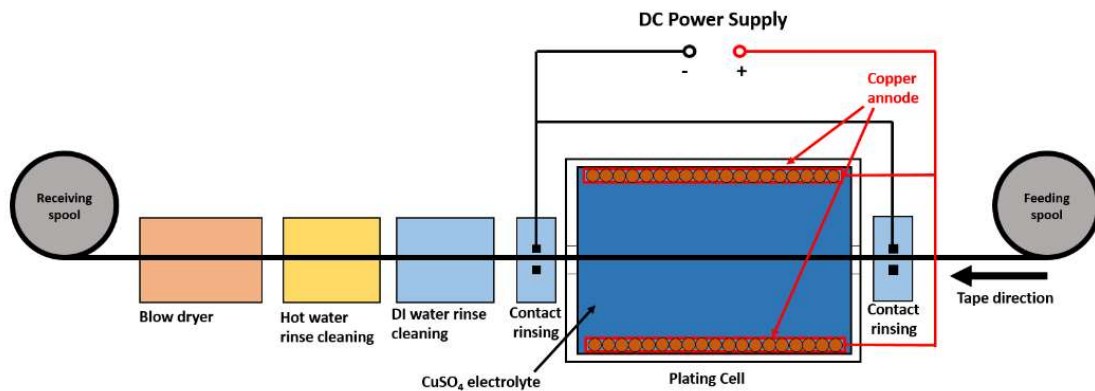 DC Power Supply
-
+
Copper
annode
Receiving
spool
Feeding
spool
Tape direction
Blow dryer
Hot water
rinse cleaning
DI water rinse
cleaning
Contact
rinsing
Contact
rinsing
CuSO₄ electrolyte
Plating Cell